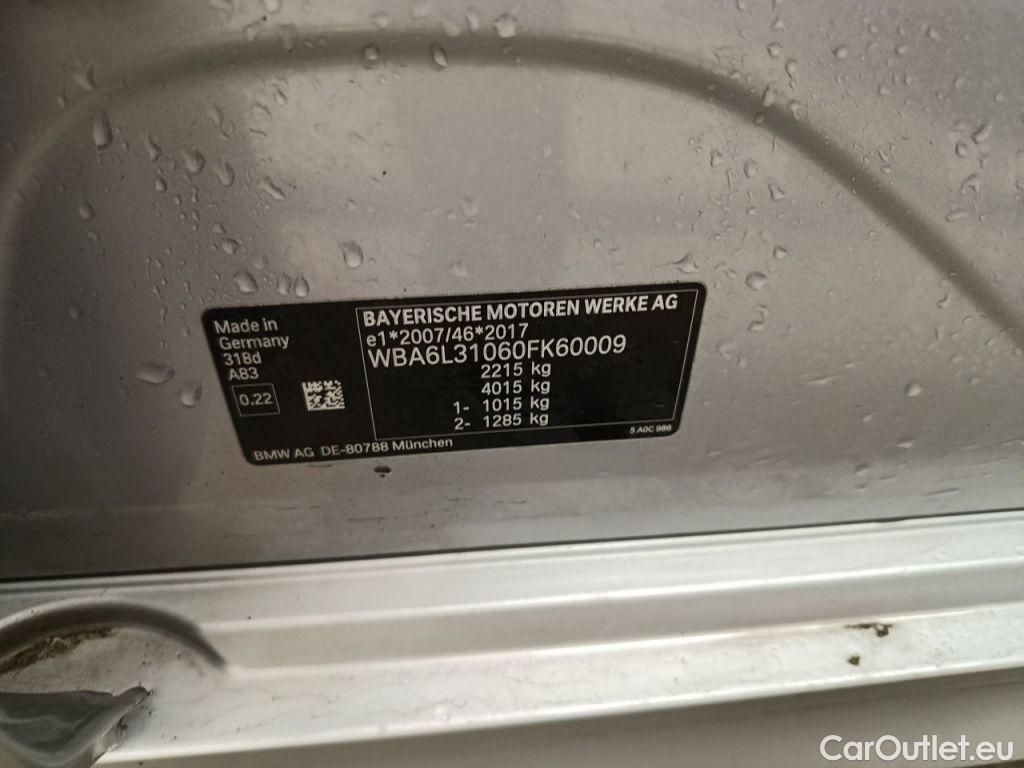 Made in
Germany
318d
A83
0.22
BAYERISCHE MOTOREN WERKE AG
e1*2007/46*2017
WBA6L31060FK60009
2215 kg
4015 kg
1- 1015 kg
2- 1285 kg
5 A0C 986
BMW AG DE-80788 München
CarOutlet.eu